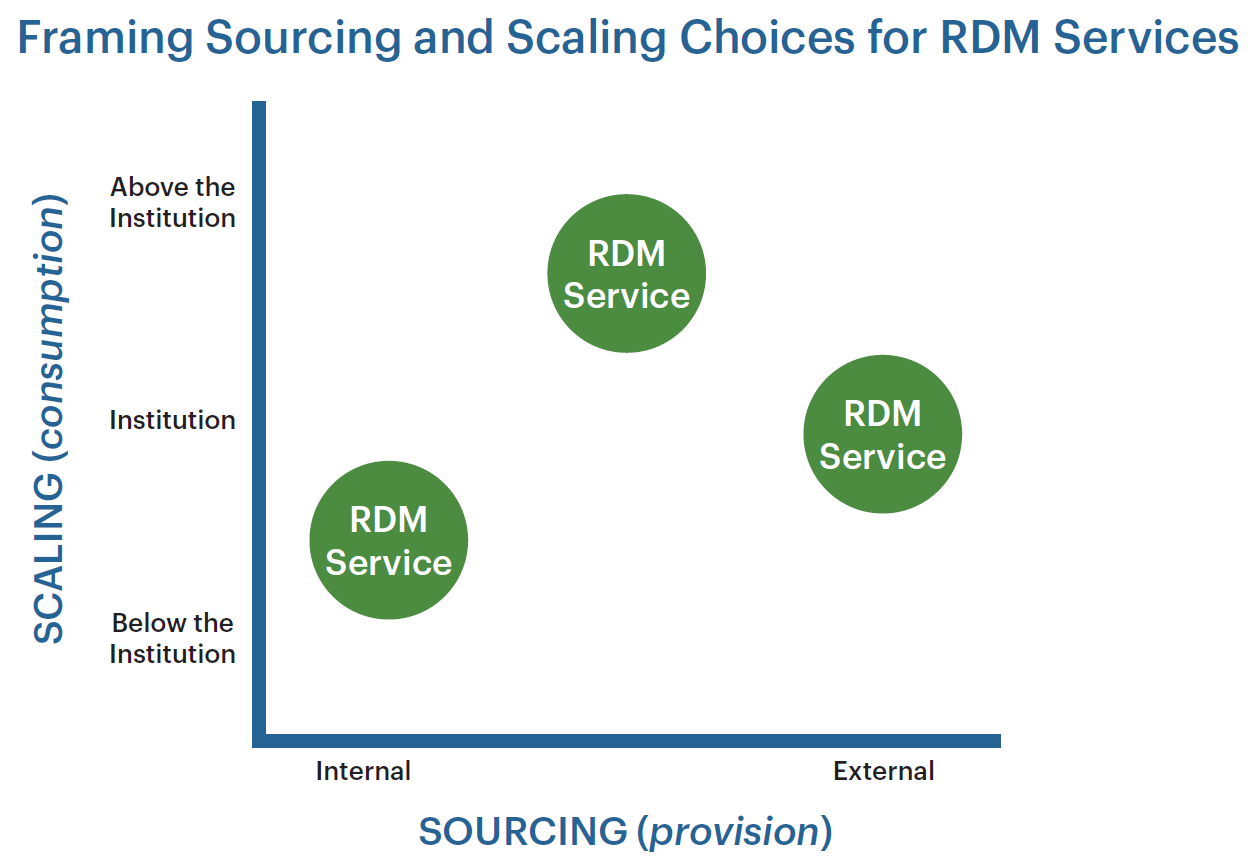 Framing Sourcing and Scaling Choices for RDM Services
SCALING (consumption)
Above the
Institution
Institution
Below the
Institution
RDM
Service
RDM
Service
RDM
Service
Internal
External
SOURCING (provision)